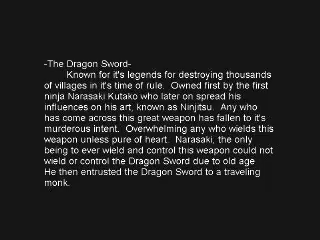 -The Dragon Sword-
Known for it's legends for destroying thousands
of villages in it's time of rule.  Owned first by the first
ninja Narasaki Kutako who later on spread his
influences on his art, known as Ninjitsu.  Any who
has come across this great weapon has fallen to it's
murderous intent.  Overwhelming any who wields this
weapon unless pure of heart.  Narasaki, the only
being to ever wield and control this weapon could not
wield or control the Dragon Sword due to old age
He then entrusted the Dragon Sword to a traveling
monk.